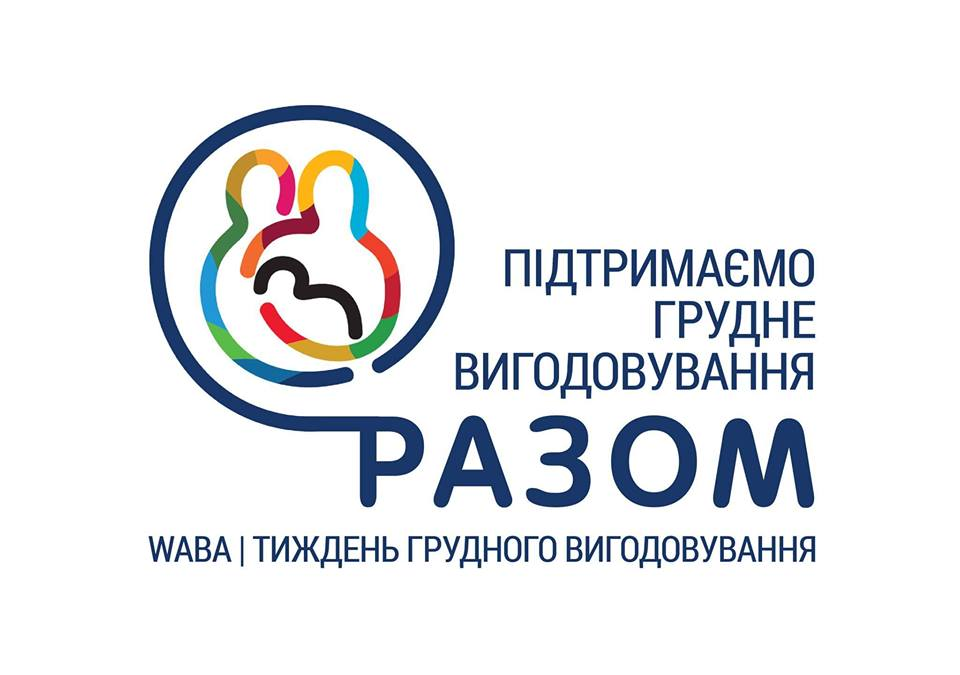 ПІДТРИМАЄМО
ГРУДНЕ
ВИГОДОВУВАННЯ
РАЗОМ
WABA | ТИЖДЕНЬ ГРУДНОГО ВИГОДОВУВАННЯ